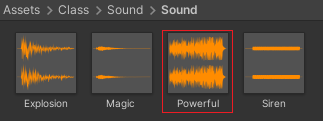 Assets > Class > Sound > Sound
Explosion Magic Powerful Siren